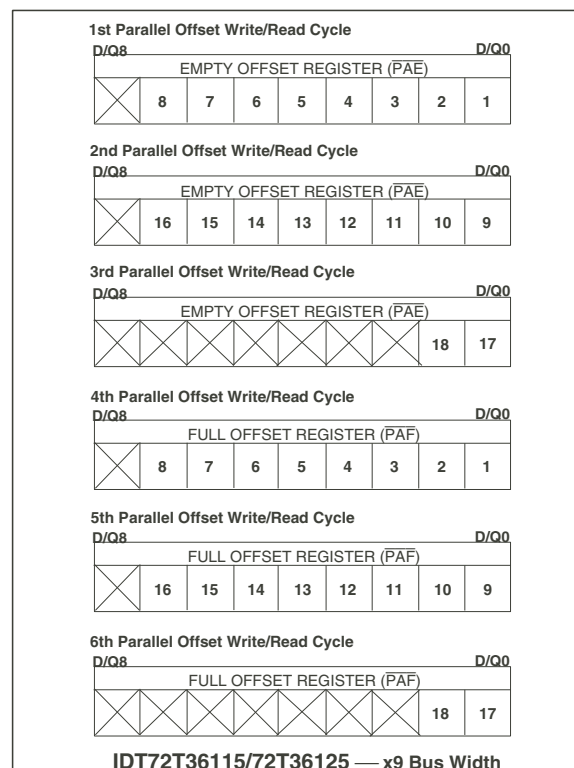 1st Parallel Offset Write/Read Cycle
D/Q8 D/Q0
EMPTY OFFSET REGISTER (PAE)
8 7 6 5 4 3 2 1
2nd Parallel Offset Write/Read Cycle
D/Q8 D/Q0
EMPTY OFFSET REGISTER (PAE)
16 15 14 13 12 11 10 9
3rd Parallel Offset Write/Read Cycle
D/Q8 D/Q0
EMPTY OFFSET REGISTER (PAE)
18 17
4th Parallel Offset Write/Read Cycle
D/Q8 D/Q0
FULL OFFSET REGISTER (PAF)
8 7 6 5 4 3 2 1
5th Parallel Offset Write/Read Cycle
D/Q8 D/Q0
FULL OFFSET REGISTER (PAF)
16 15 14 13 12 11 10 9
6th Parallel Offset Write/Read Cycle
D/Q8 D/Q0
FULL OFFSET REGISTER (PAF)
18 17
IDT72T36115/72T36125 — x9 Bus Width